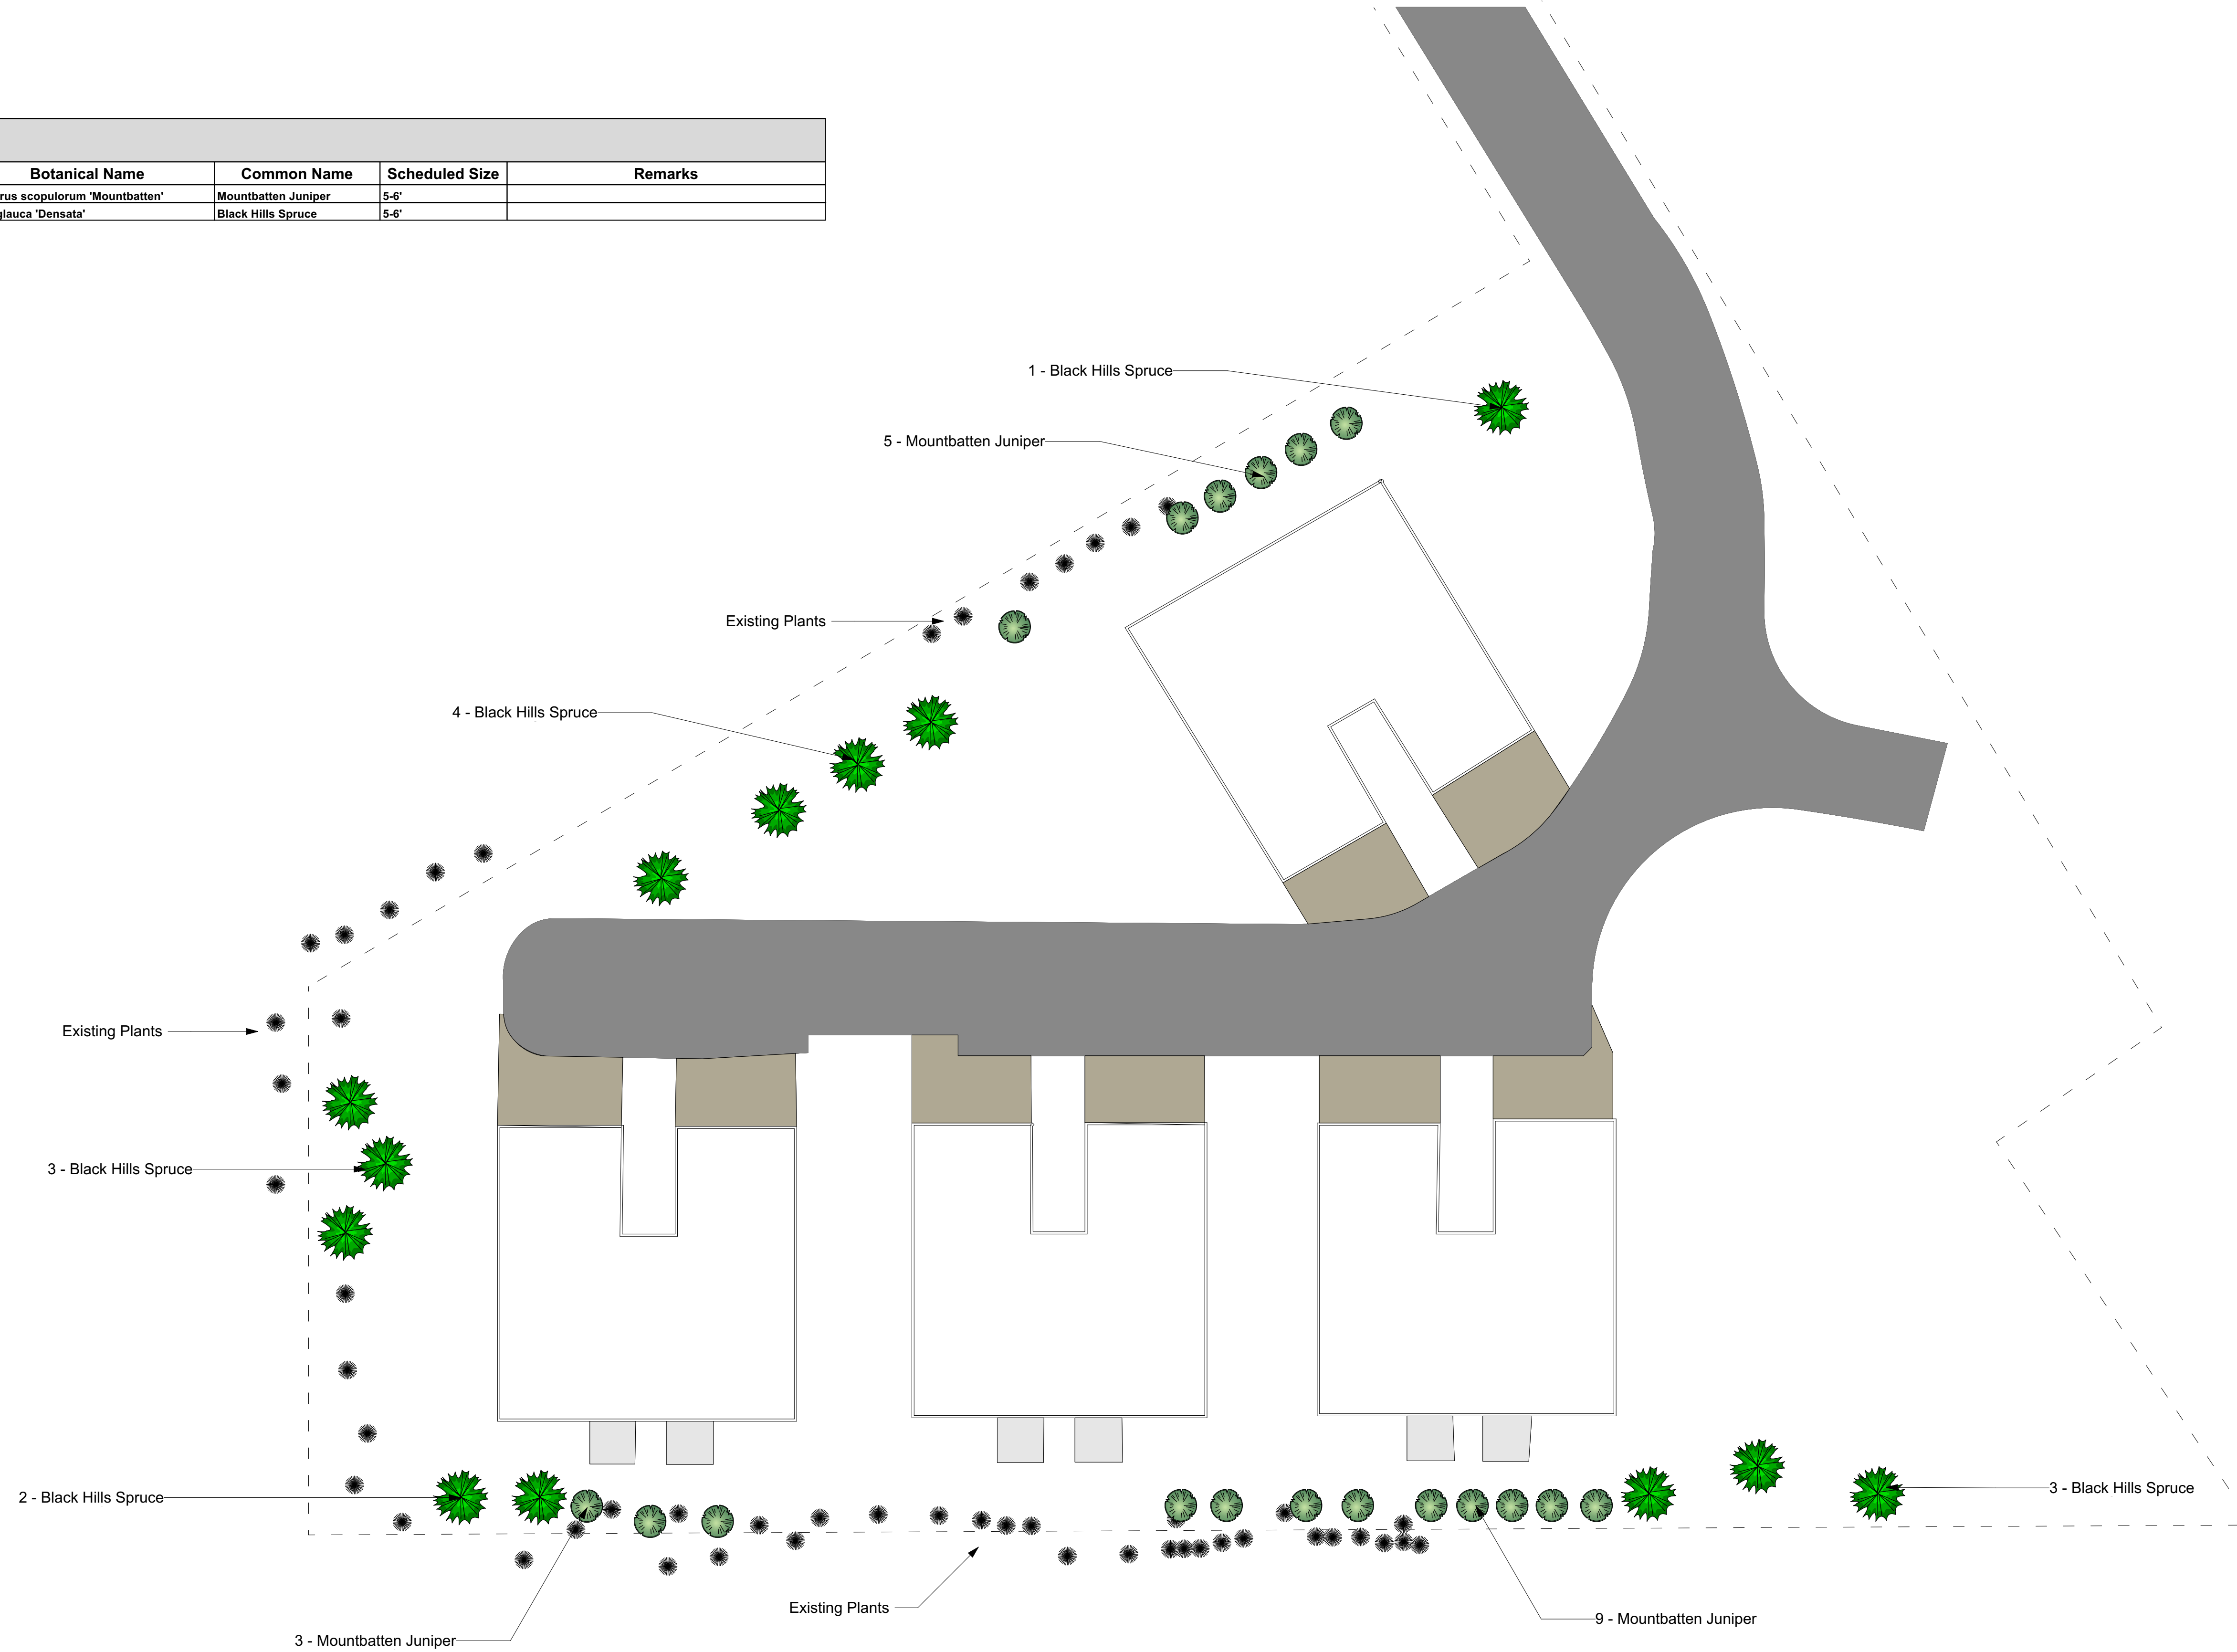 Botanical Name Common Name Scheduled Size Remarks
rus scopulorum 'Mountbatten' Mountbatten Juniper 5-6'
glauca 'Densata' Black Hills Spruce 5-6'
1 - Black Hills Spruce
5 - Mountbatten Juniper
Existing Plants
4 - Black Hills Spruce
Existing Plants
3 - Black Hills Spruce
2 - Black Hills Spruce
3 - Black Hills Spruce
Existing Plants
9 - Mountbatten Juniper
3 - Mountbatten Juniper